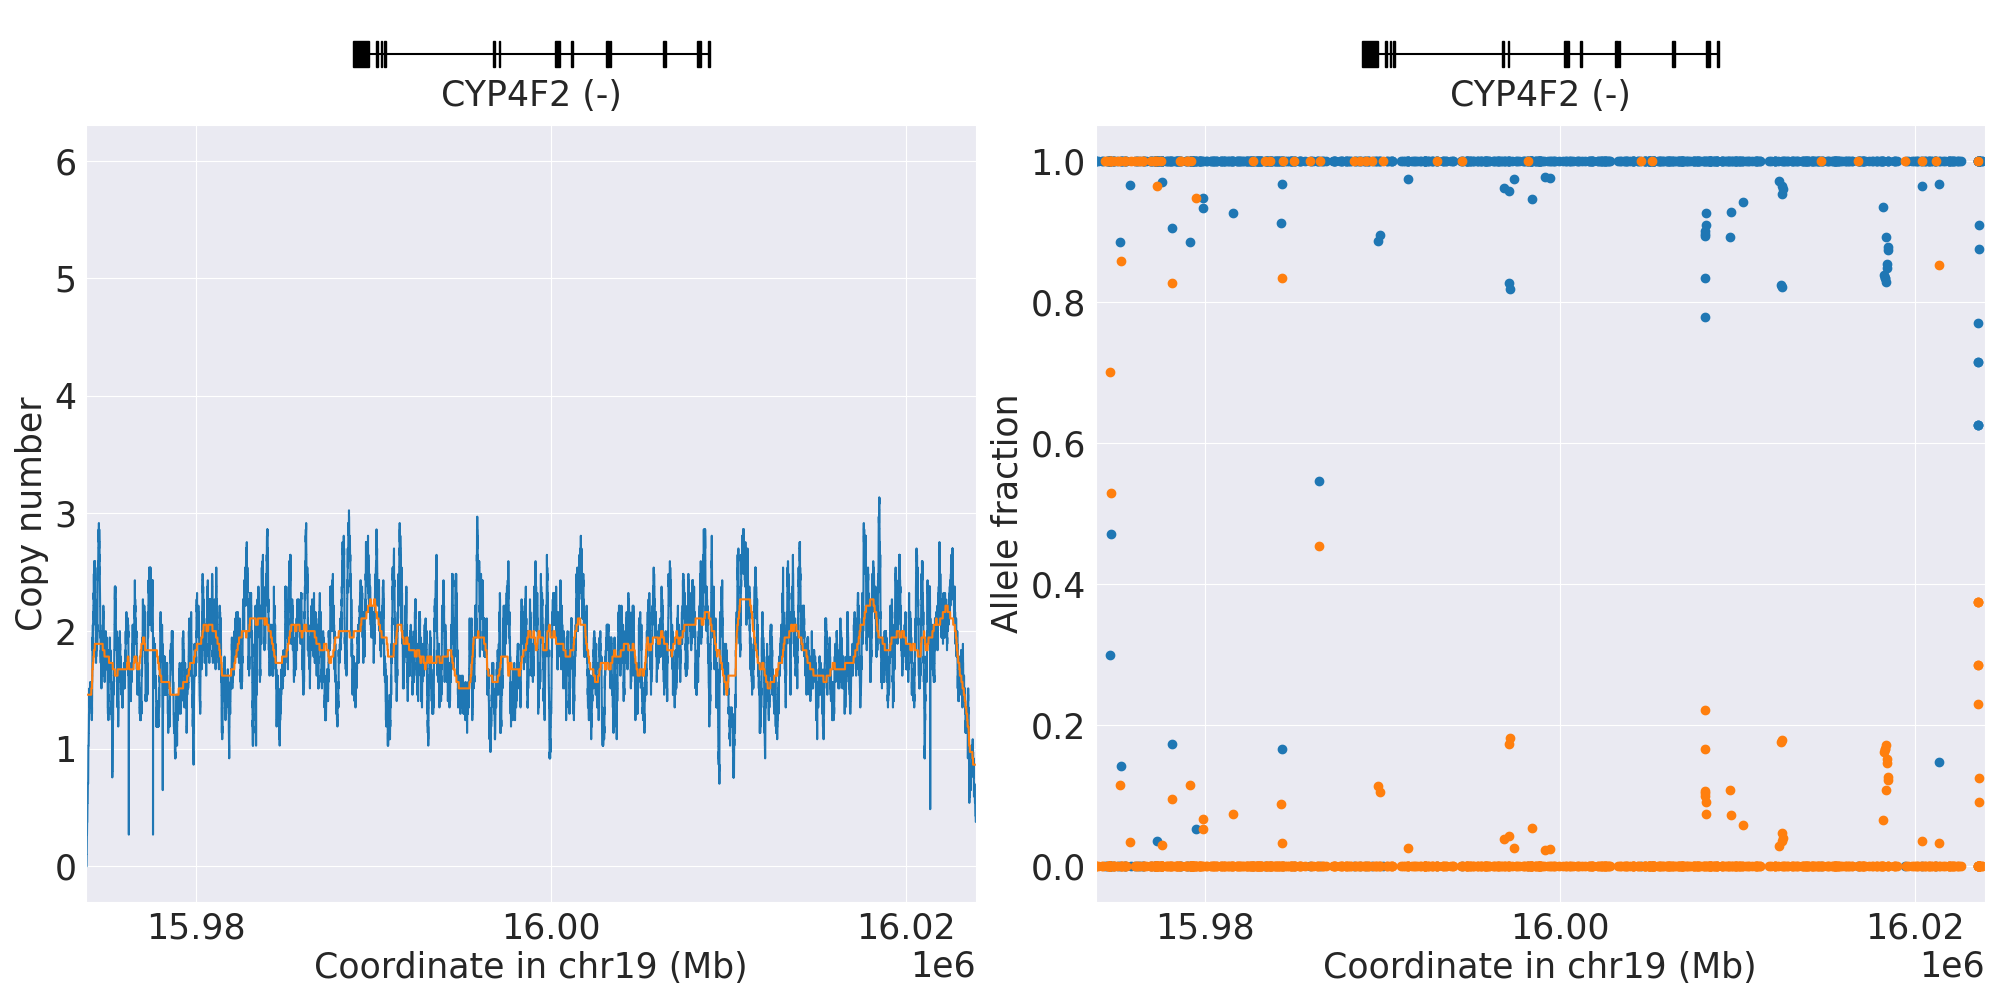 CYP4F2 (-)
Copy number
6
5
4
3
2
1
0
15.98
16.00
16.02
Coordinate in chr19 (Mb)
1e6
CYP4F2 (-)
Allele fraction
1.0
0.8
0.6
0.4
0.2
0.0
15.98
16.00
16.02
Coordinate in chr19 (Mb)
1e6